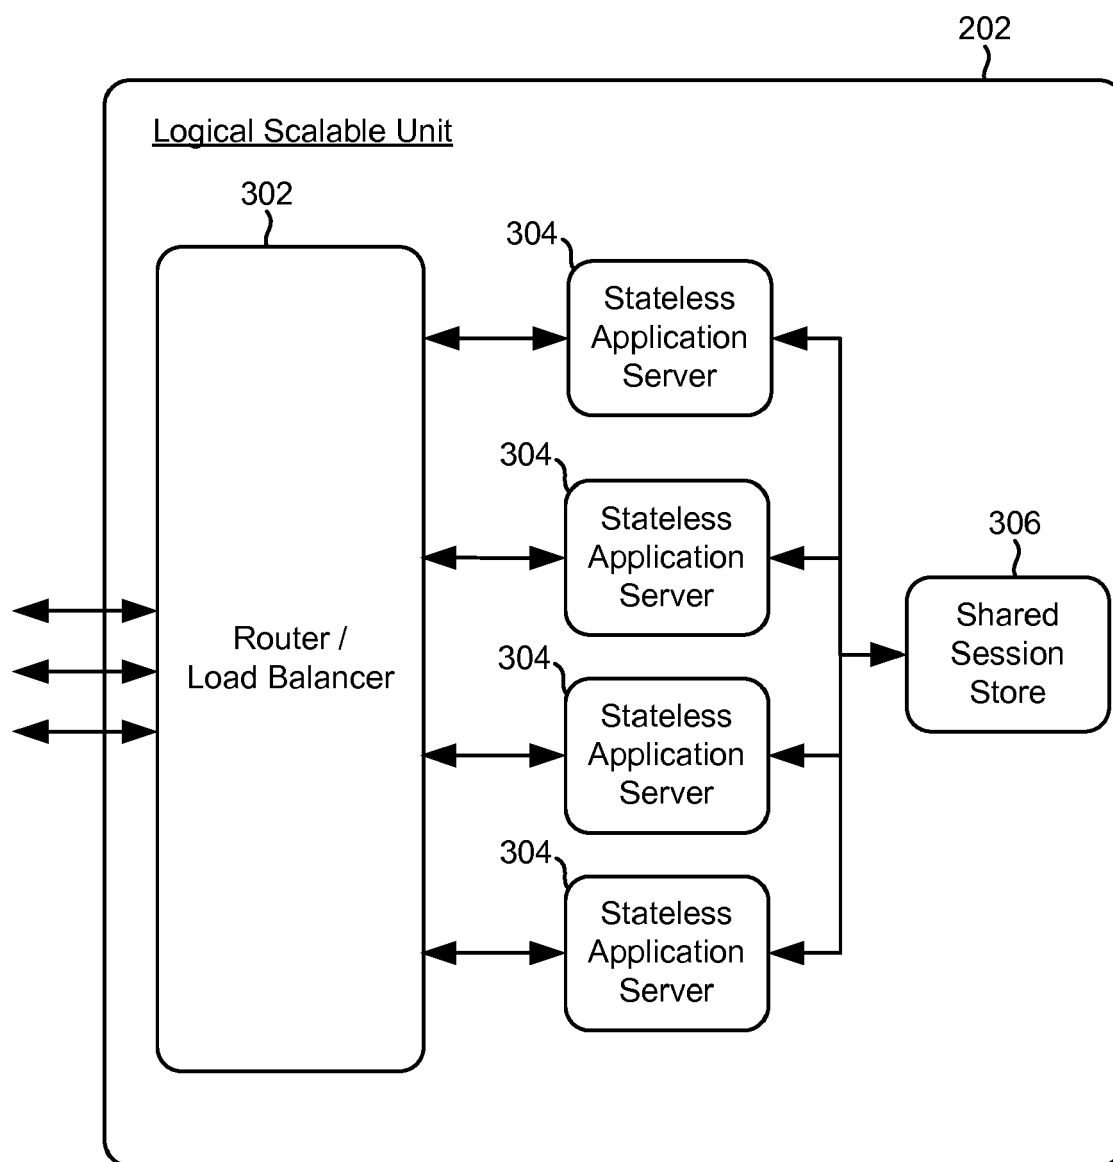 202
Logical Scalable Unit
302
304
Stateless
Application
Server
304
Stateless
Application
Server
306
Shared
Session
Store
Router /
Load Balancer
304
Stateless
Application
Server
304
Stateless
Application
Server